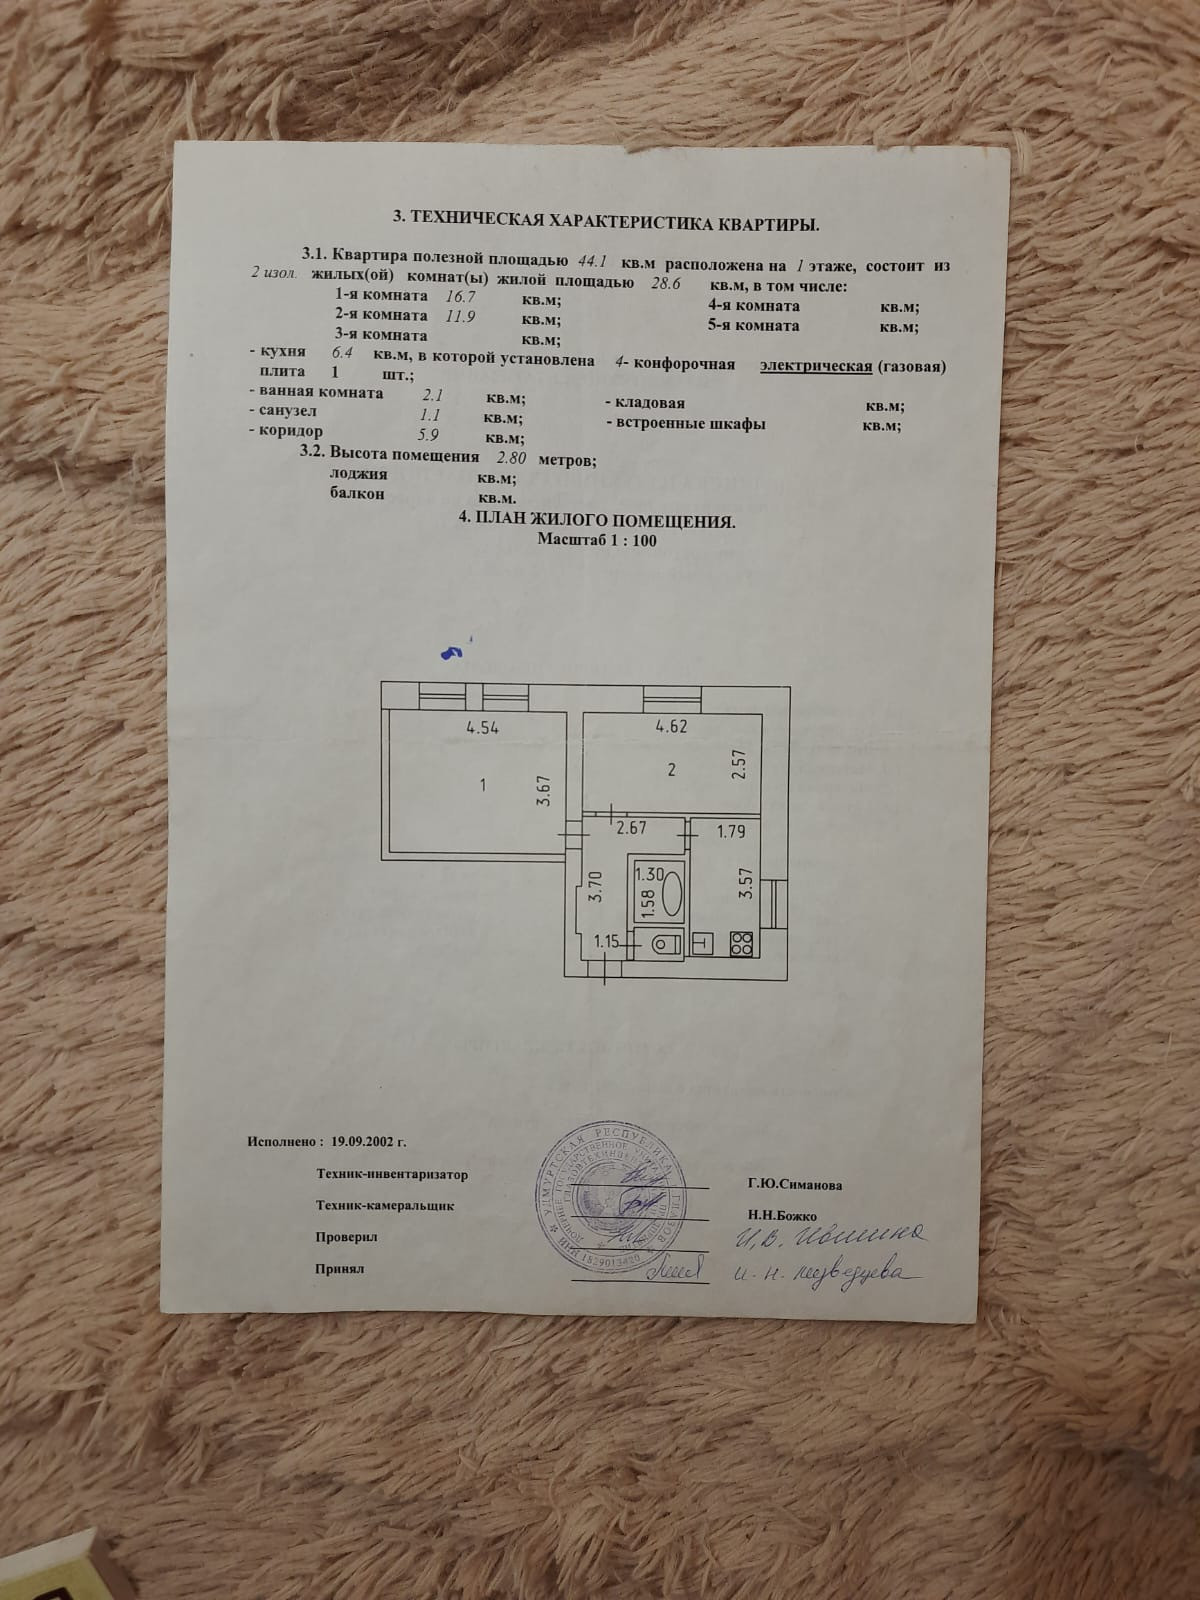 3. ТЕХНИЧЕСКАЯ ХАРАКТЕРИСТИКА КВАРТИРЫ.
3.1. Квартира полезной площадью 44.1 кв.м расположена на 1 этаже, состоит из
2 изол. жилых(ой) комнат(ы) жилой площадью 28.6 кв.м, в том числе:
1-я комната 16.7 кв.м; 4-я комната кв.м;
2-я комната 11.9 кв.м; 5-я комната кв.м;
3-я комната кв.м;
- кухня 6.4 кв.м, в которой установлена 4- конфорочная электрическая (газовая)
плита 1 шт.;
- ванная комната 2.1 кв.м; - кладовая кв.м;
- санузел 1.1 кв.м; - встроенные шкафы кв.м;
- коридор 5.9 кв.м;
3.2. Высота помещения 2.80 метров;
лоджия кв.м;
балкон кв.м.
4. ПЛАН ЖИЛОГО ПОМЕЩЕНИЯ.
Масштаб 1 : 100
4.54 4.62
1 3.67 2 2.57
2.67 1.79
3.70 1.30 1.58 3.57
1.15
Исполнено : 19.09.2002 г.
Техник-инвентаризатор Г.Ю.Симанова
Техник-камеральщик Н.Н.Божко
Проверил И.В.
Принял И. Н. Медведцева
УДМУРТСКАЯ РЕСПУБЛИКА Г. ГЛАЗОВ